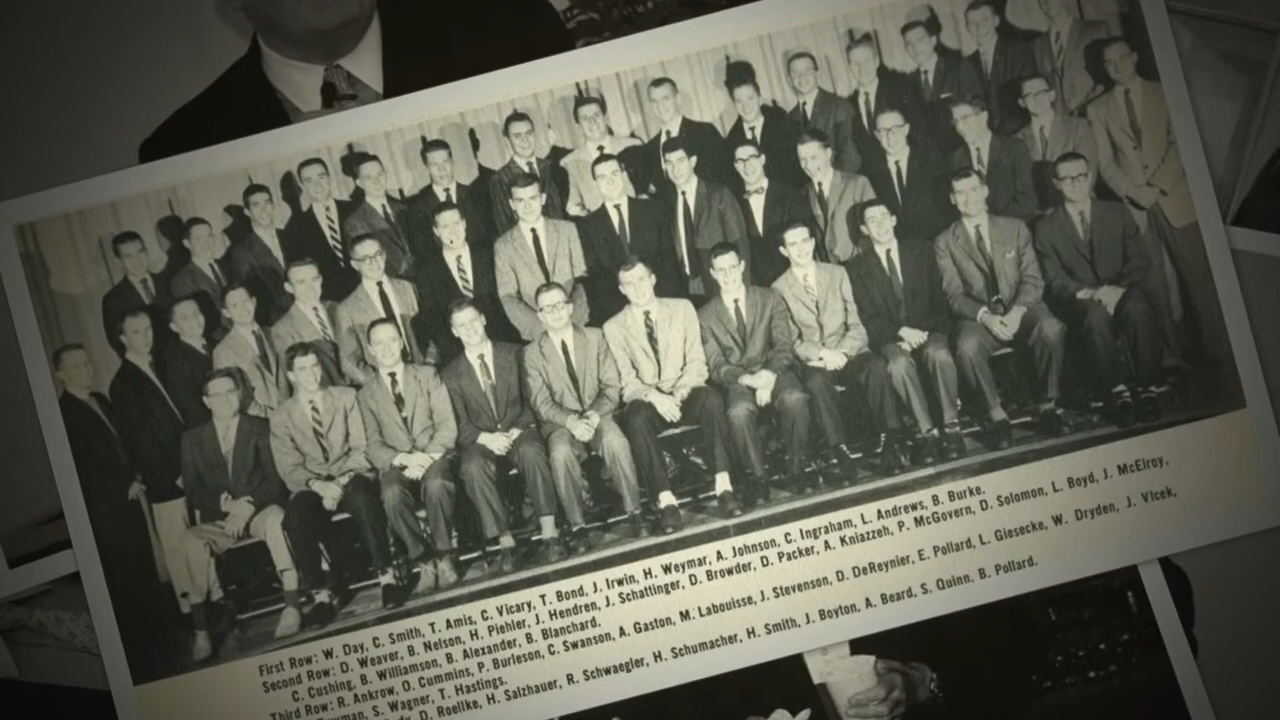 First Row: W. Day, C. Smith, T. Amis, C. Vicary, T. Bond, J. Irwin, H. Weymar, A. Johnson, C. Ingraham, L. Andrews, B. Burke.
Second Row: D. Weaver, B. Nelson, H. Piehler, J. Hendren, J. Schattinger, D. Browder, D. Packer, A. Kniazzeh, P. McGovern, D. Solomon, L. Boyd, J. McElroy,
C. Cushing, B. Williamson, B. Alexander, B. Blanchard.
Third Row: R. Ankrow, O. Cummins, P. Burleson, C. Swanson, A. Gaston, M. Labouisse, J. Stevenson, D. DeReynier, E. Pollard, L. Giesecke, W. Dryden, J. Vlcek,
S. Wagner, T. Hastings.
D. Roellke, H. Salzhauer, R. Schwaegler, H. Schumacher, H. Smith, J. Boyton, A. Beard, S. Quinn. B. Pollard.